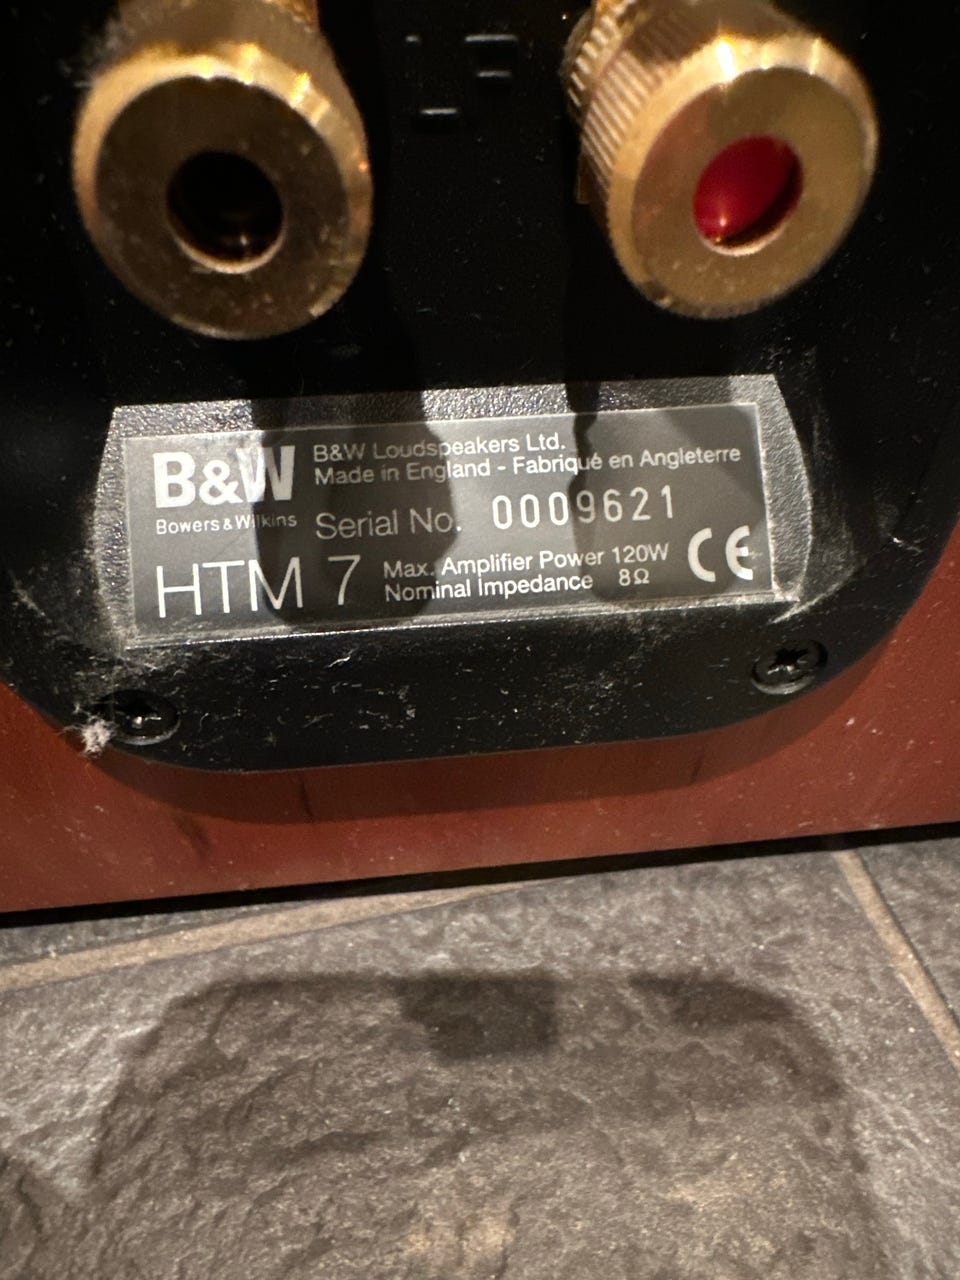 B&W
Bowers & Wilkins
B&W Loudspeakers Ltd.
Made in England - Fabriqué en Angleterre
Serial No. 0009621
HTM 7
Max. Amplifier Power 120W
Nominal Impedance 8Ω
CE